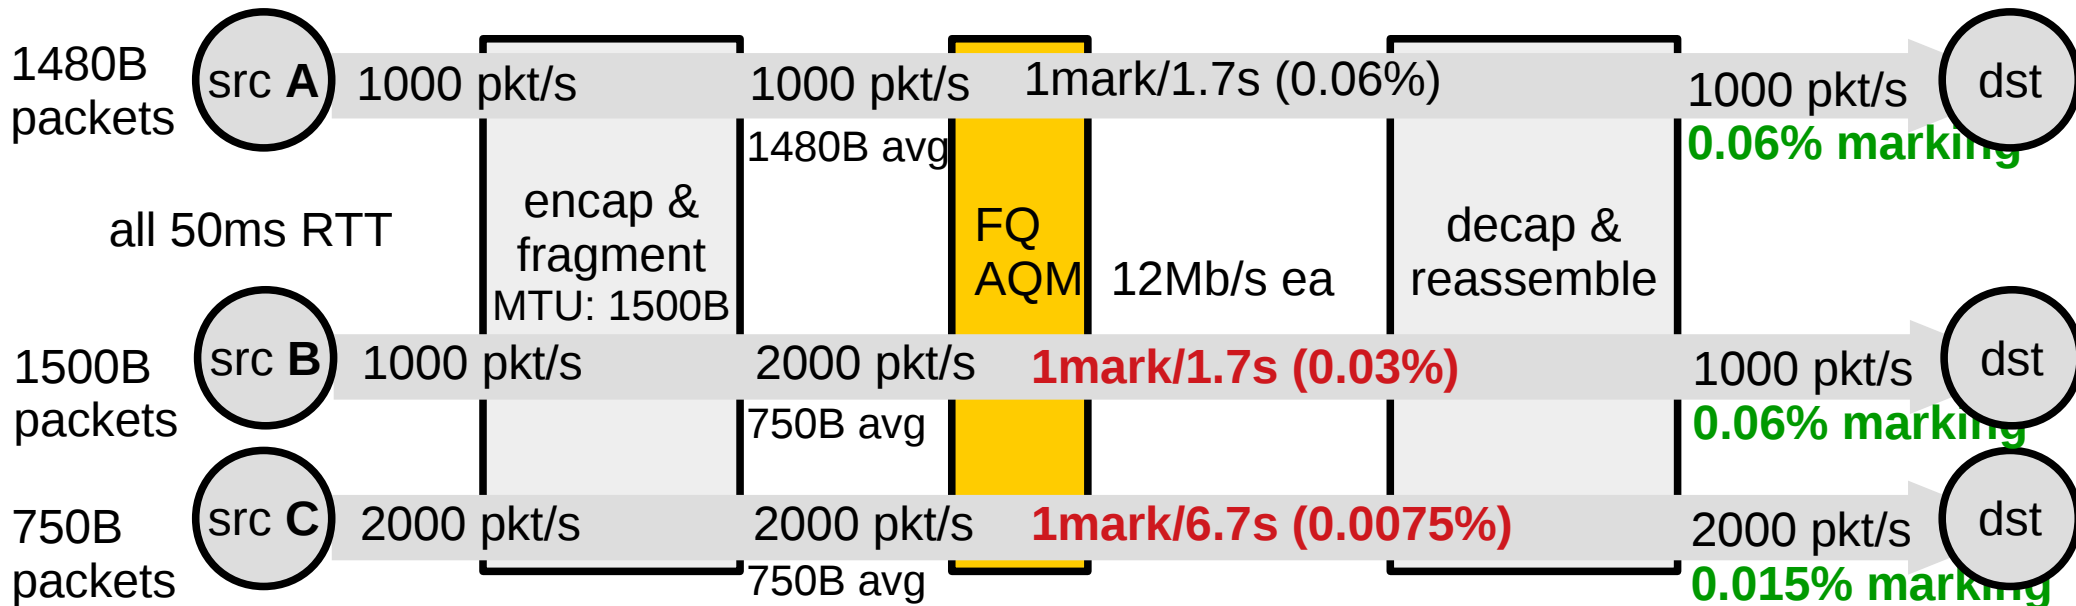 1480B
packets
src A
1000 pkt/s
1000 pkt/s
1mark/1.7s (0.06%)
1000 pkt/s
dst
1480B avg
0.06% marking
all 50ms RTT
encap &
fragment
MTU: 1500B
FQ
AQM
12Mb/s ea
decap &
reassemble
1500B
packets
src B
1000 pkt/s
2000 pkt/s
1mark/1.7s (0.03%)
1000 pkt/s
dst
750B avg
0.06% marking
750B
packets
src C
2000 pkt/s
2000 pkt/s
1mark/6.7s (0.0075%)
2000 pkt/s
dst
750B avg
0.015% marking